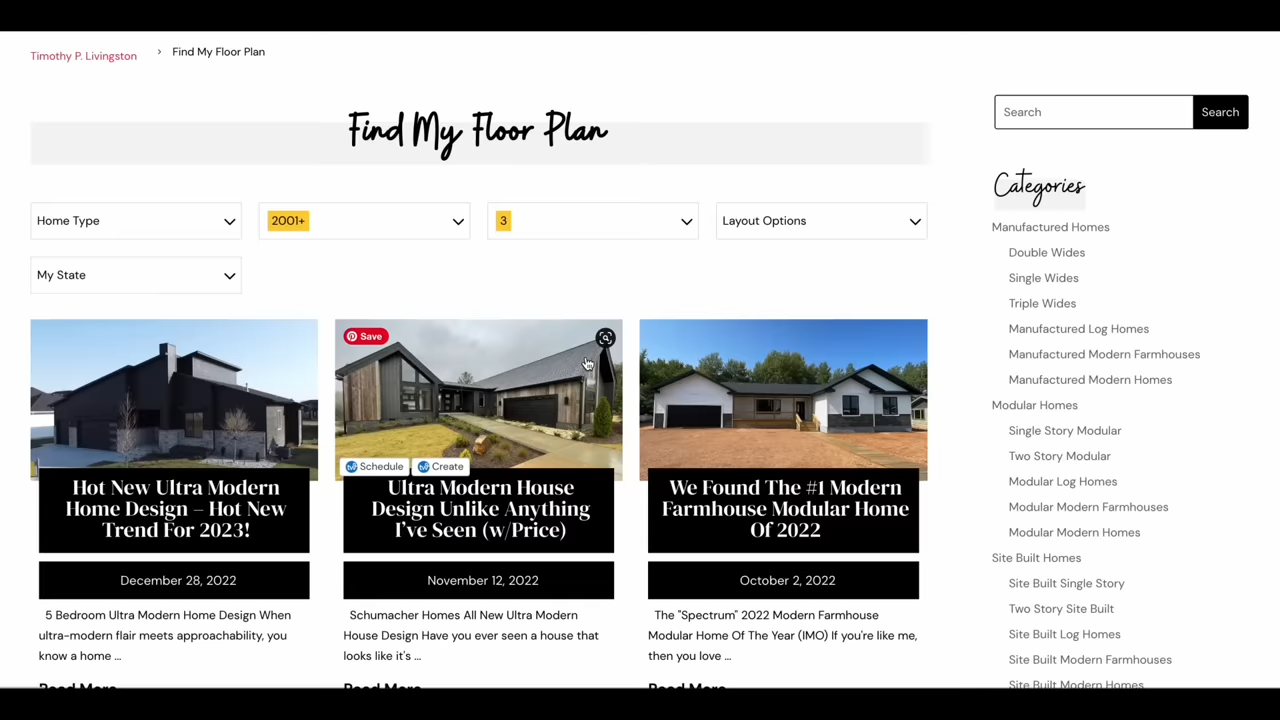 Timothy P. Livingston > Find My Floor Plan
Find My Floor Plan
Home Type
2001+
3
Layout Options
My State
Save
Schedule
Create
Hot New Ultra Modern
Home Design – Hot New
Trend For 2023!
December 28, 2022
5 Bedroom Ultra Modern Home Design When
ultra-modern flair meets approachability, you
know a home ...
Read More
Ultra Modern House
Design Unlike Anything
I've Seen (w/Price)
November 12, 2022
Schumacher Homes All New Ultra Modern
House Design Have you ever seen a house that
looks like it's ...
Read More
We Found The #1 Modern
Farmhouse Modular Home
Of 2022
October 2, 2022
The "Spectrum" 2022 Modern Farmhouse
Modular Home Of The Year (IMO) If you're like me,
then you love ...
Read More
Search
Search
Categories
Manufactured Homes
Double Wides
Single Wides
Triple Wides
Manufactured Log Homes
Manufactured Modern Farmhouses
Manufactured Modern Homes
Modular Homes
Single Story Modular
Two Story Modular
Modular Log Homes
Modular Modern Farmhouses
Modular Modern Homes
Site Built Homes
Site Built Single Story
Two Story Site Built
Site Built Log Homes
Site Built Modern Farmhouses
Site Built Modern Homes